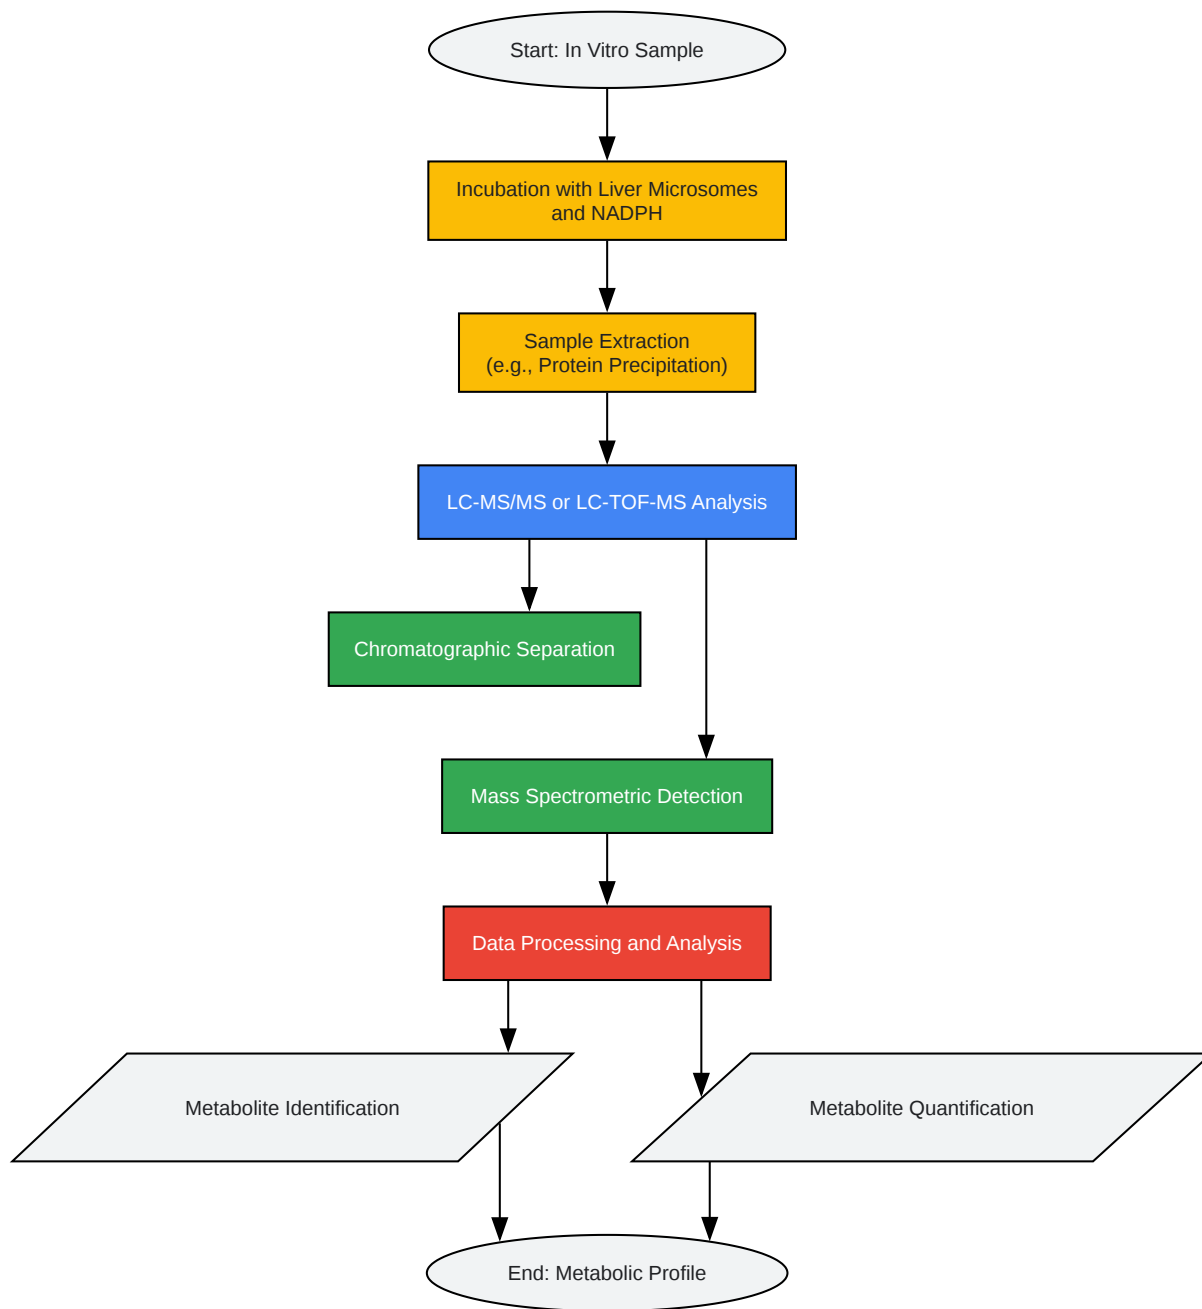 Start: In Vitro Sample
Incubation with Liver Microsomes
and NADPH
Sample Extraction
(e.g., Protein Precipitation)
LC-MS/MS or LC-TOF-MS Analysis
Chromatographic Separation
Mass Spectrometric Detection
Data Processing and Analysis
Metabolite Identification
Metabolite Quantification
End: Metabolic Profile